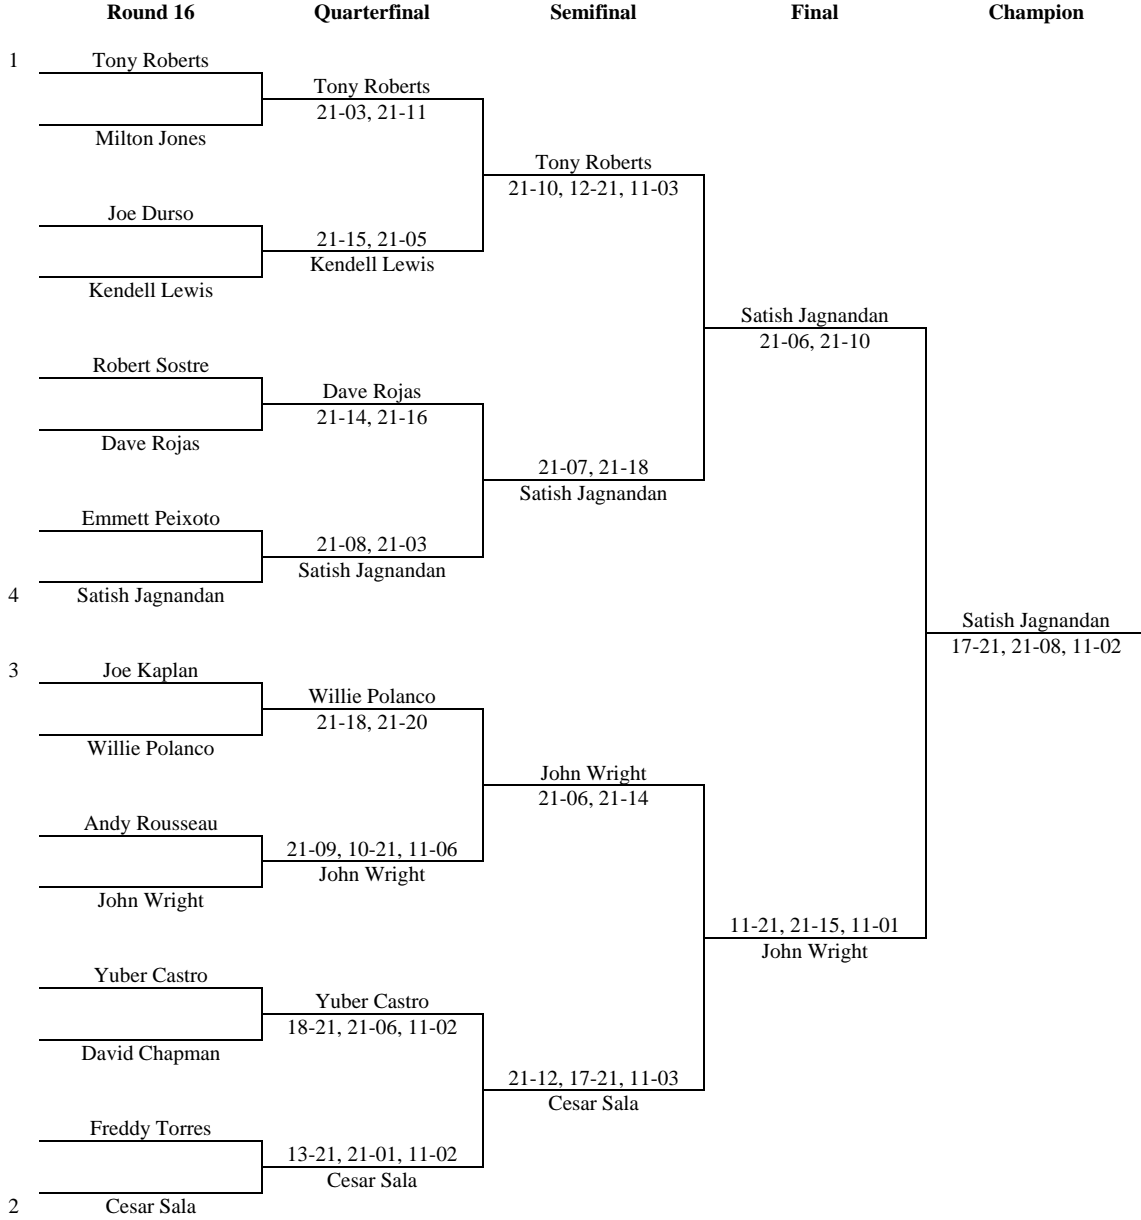 Round 16 Quarterfinal Semifinal Final Champion
1 Tony Roberts
Tony Roberts
21-03, 21-11
Milton Jones
Tony Roberts
21-10, 12-21, 11-03
Joe Durso
21-15, 21-05
Kendell Lewis
Kendell Lewis
Satish Jagnandan
21-06, 21-10
Robert Sostre
Dave Rojas
21-14, 21-16
Dave Rojas
21-07, 21-18
Satish Jagnandan
Emmett Peixoto
21-08, 21-03
Satish Jagnandan
4 Satish Jagnandan
Satish Jagnandan
17-21, 21-08, 11-02
3 Joe Kaplan
Willie Polanco
21-18, 21-20
Willie Polanco
John Wright
21-06, 21-14
Andy Rousseau
21-09, 10-21, 11-06
John Wright
John Wright
11-21, 21-15, 11-01
John Wright
Yuber Castro
Yuber Castro
18-21, 21-06, 11-02
David Chapman
21-12, 17-21, 11-03
Cesar Sala
Freddy Torres
13-21, 21-01, 11-02
Cesar Sala
2 Cesar Sala